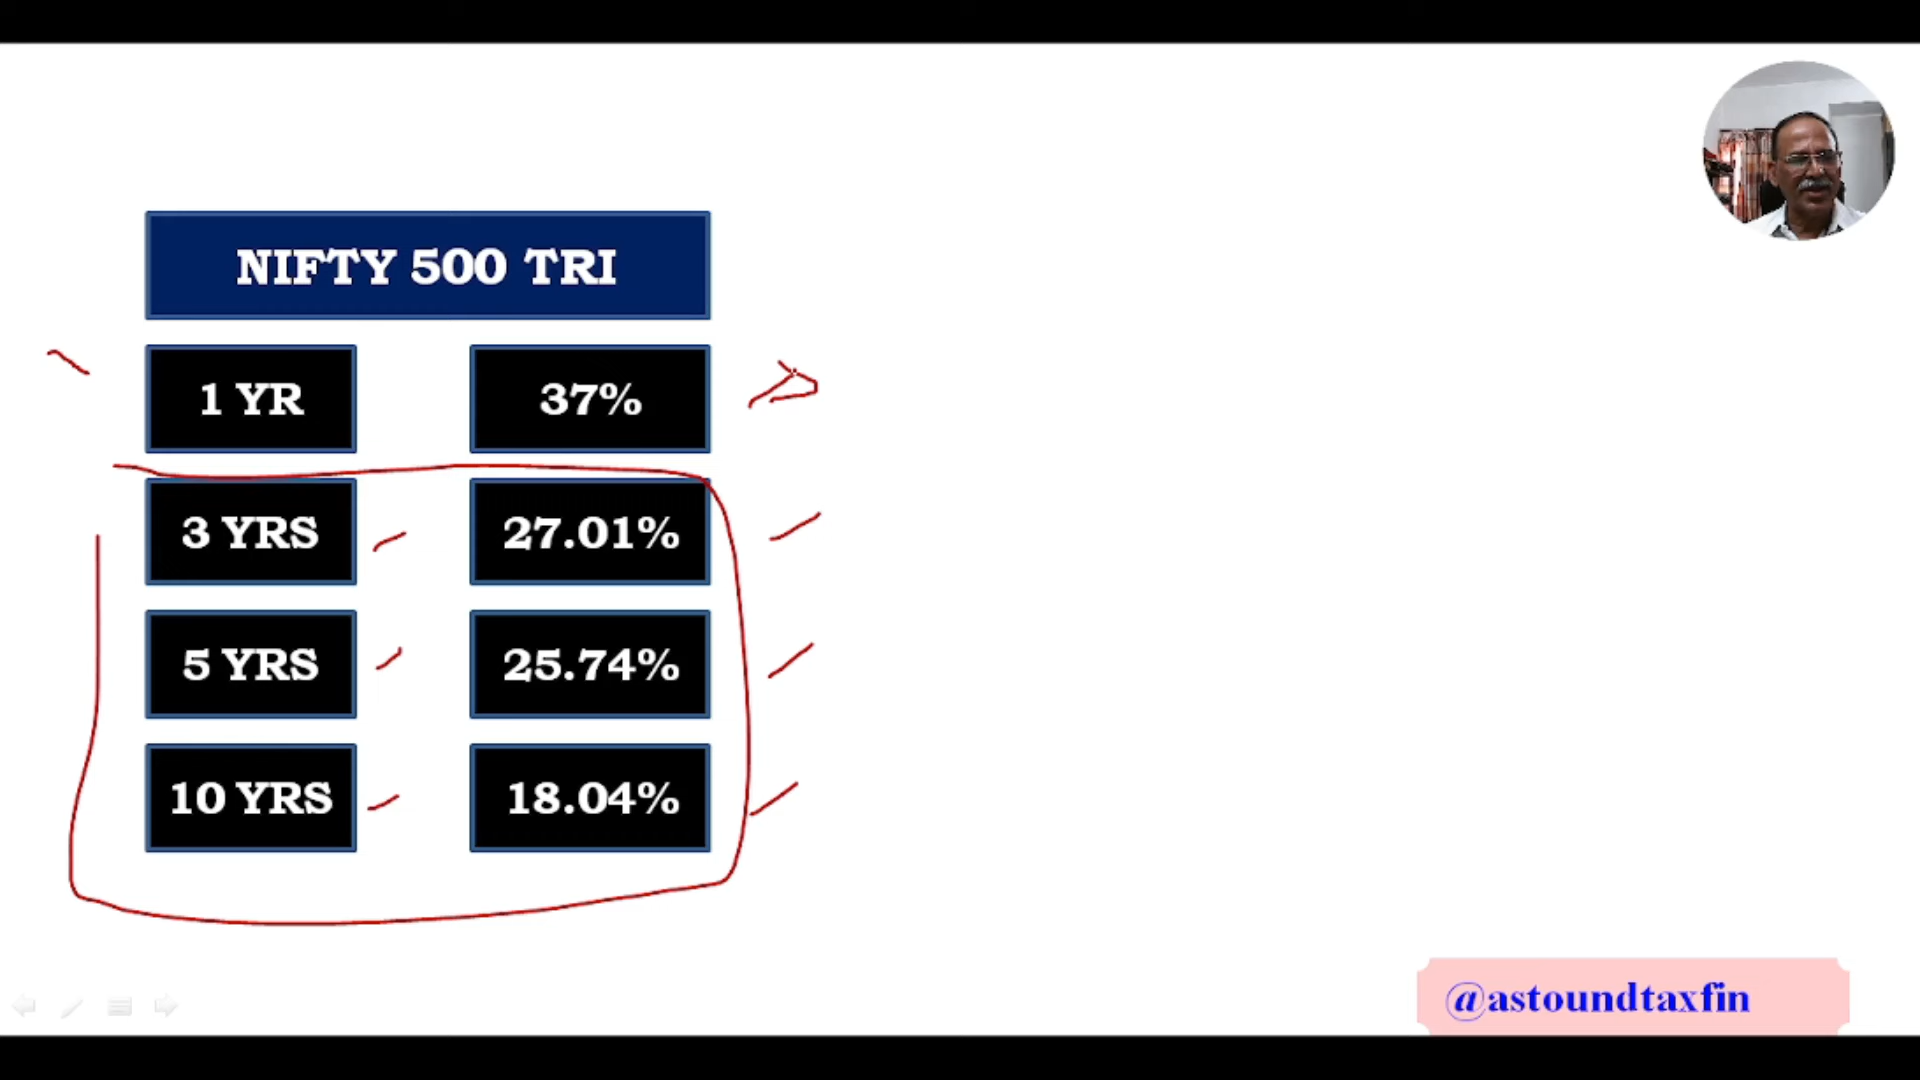 NIFTY 500 TRI
1 YR 37%
3 YRS 27.01%
5 YRS 25.74%
10 YRS 18.04%
@astoundtaxfin